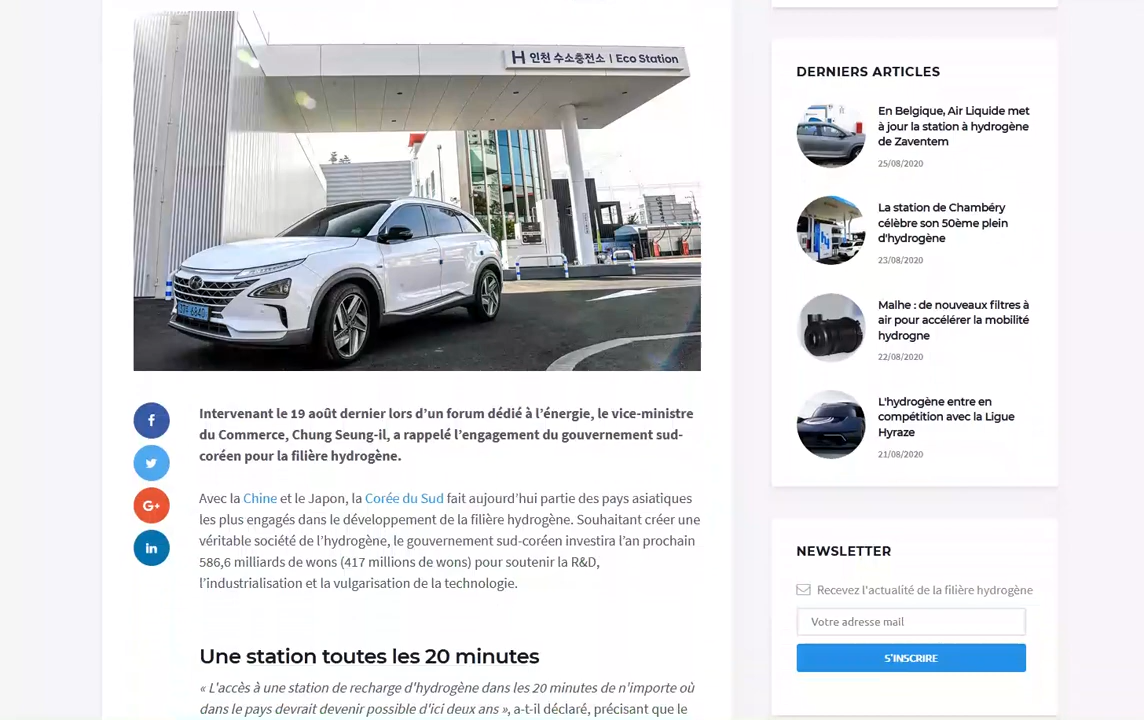 H 인천 수소충전소 | Eco Station
Intervenant le 19 août dernier lors d'un forum dédié à l'énergie, le vice-ministre
du Commerce, Chung Seung-il, a rappelé l'engagement du gouvernement sud-
coréen pour la filière hydrogène.
Avec la Chine et le Japon, la Corée du Sud fait aujourd'hui partie des pays asiatiques
les plus engagés dans le développement de la filière hydrogène. Souhaitant créer une
véritable société de l'hydrogène, le gouvernement sud-coréen investira l'an prochain
586,6 milliards de wons (417 millions de wons) pour soutenir la R&D,
l'industrialisation et la vulgarisation de la technologie.
Une station toutes les 20 minutes
« L'accès à une station de recharge d'hydrogène dans les 20 minutes de n'importe où
dans le pays devrait devenir possible d'ici deux ans », a-t-il déclaré, précisant que le
DERNIERS ARTICLES
En Belgique, Air Liquide met
à jour la station à hydrogène
de Zaventem
25/08/2020
La station de Chambéry
célèbre son 50ème plein
d'hydrogène
23/08/2020
Malhe : de nouveaux filtres à
air pour accélérer la mobilité
hydrogne
22/08/2020
L'hydrogène entre en
compétition avec la Ligue
Hyraze
21/08/2020
NEWSLETTER
Recevez l'actualité de la filière hydrogène
Votre adresse mail
S'INSCRIRE